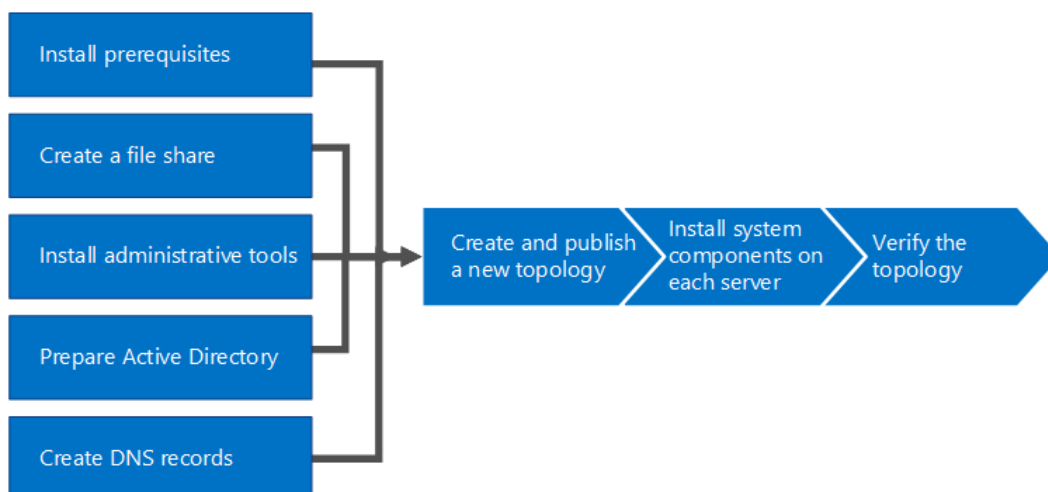 Install prerequisites
Create a file share
Install administrative tools
Prepare Active Directory
Create DNS records
Create and publish
a new topology
Install system
components on
each server
Verify the
topology